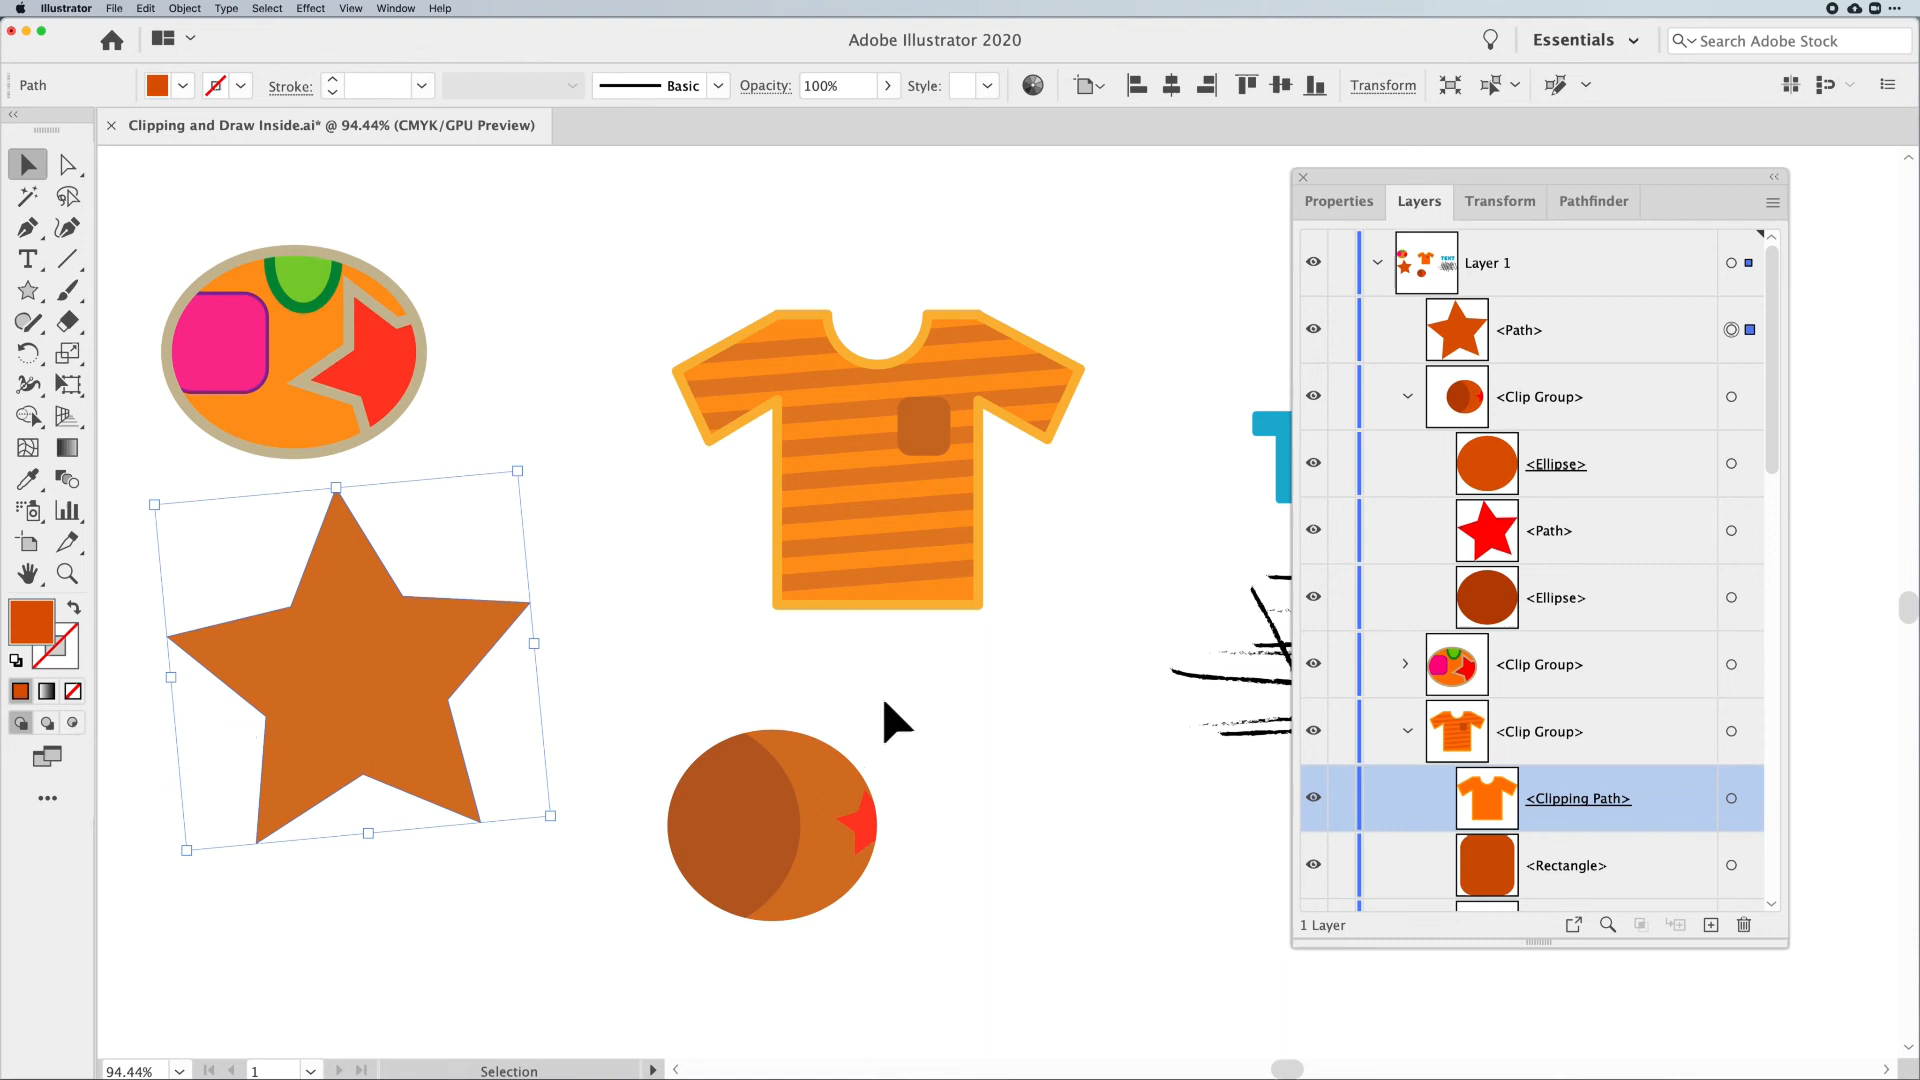 Illustrator File Edit Object Type Select Effect View Window Help
Adobe Illustrator 2020
Essentials
Search Adobe Stock
Path
Stroke:
Basic
Opacity: 100%
Style:
Transform
× Clipping and Draw Inside.ai* @ 94.44% (CMYK/GPU Preview)
Properties Layers Transform Pathfinder
Layer 1
<Path>
<Clip Group>
<Ellipse>
<Path>
<Ellipse>
<Clip Group>
<Clip Group>
<Clipping Path>
<Rectangle>
1 Layer
94.44% 1 Selection